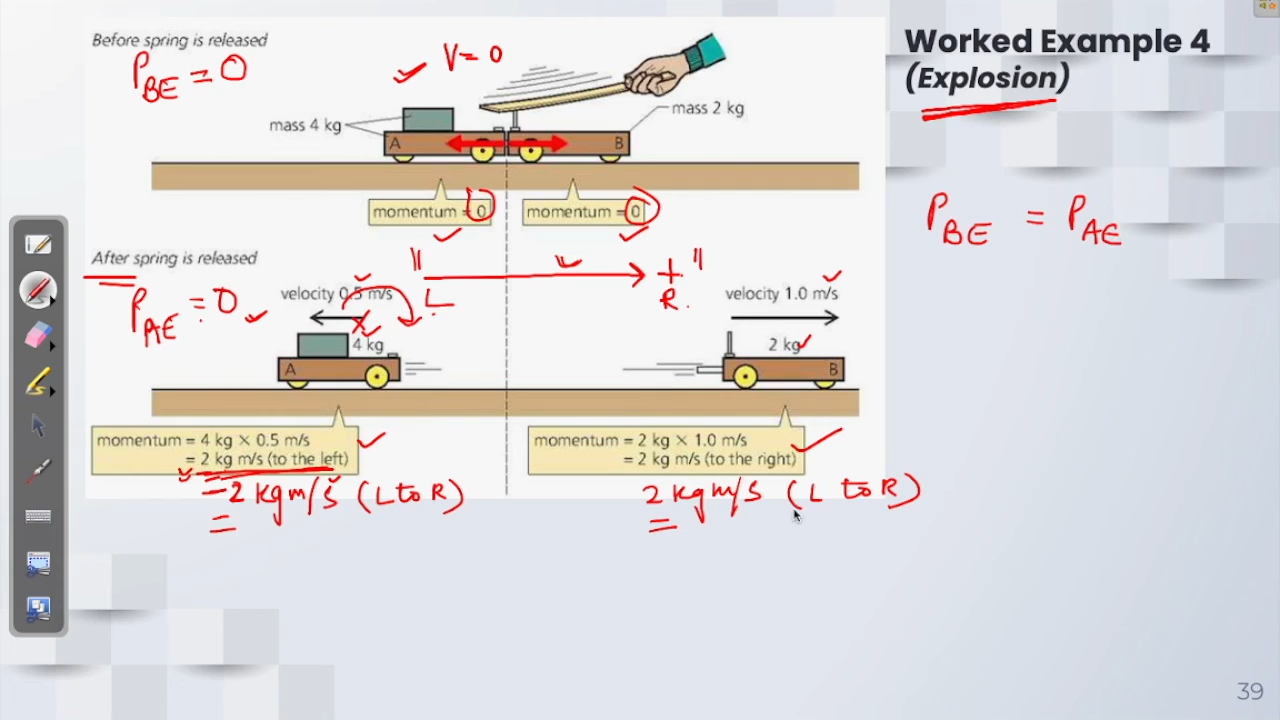 Before spring is released
P_BE = 0
V = 0
mass 4 kg
mass 2 kg
A
B
momentum = 0
momentum = 0
After spring is released
P_AE = 0
L
+
R
velocity 0.5 m/s
velocity 1.0 m/s
4 kg
2 kg
A
B
momentum = 4 kg × 0.5 m/s
= 2 kg m/s (to the left)
momentum = 2 kg × 1.0 m/s
= 2 kg m/s (to the right)
-2 kg m/s (L to R)
2 kg m/s (L to R)
Worked Example 4
(Explosion)
P_BE = P_AE
39